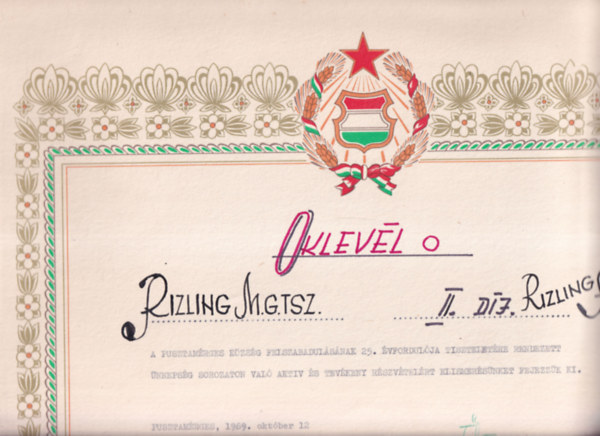 OKLEVÉL
RIZLING M.G.TSZ. II. DÍJ. RIZLING
A PUSZTAMÉRGES KÖZSÉG FELSZABADULÁSÁNAK 25. ÉVFORDULÓJA TISZTELETÉRE RENDEZETT
ÜNNEPSÉG SOROZATON VALÓ AKTIV ÉS TEVÉKENY RÉSZVÉTELÉRT ELISMERÉSÜNKET FEJEZZÜK KI.
PUSZTAMÉRGES, 1969. október 12